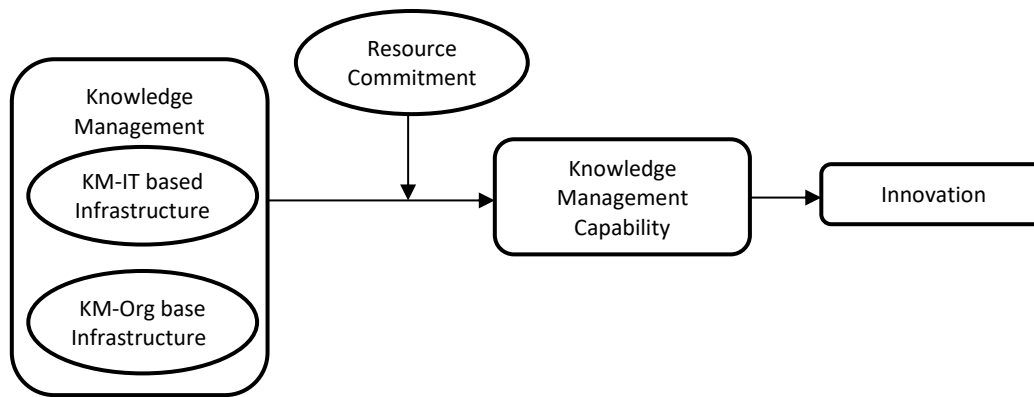 Resource
Commitment
Knowledge
Management
KM-IT based
Infrastructure
KM-Org base
Infrastructure
Knowledge
Management
Capability
Innovation